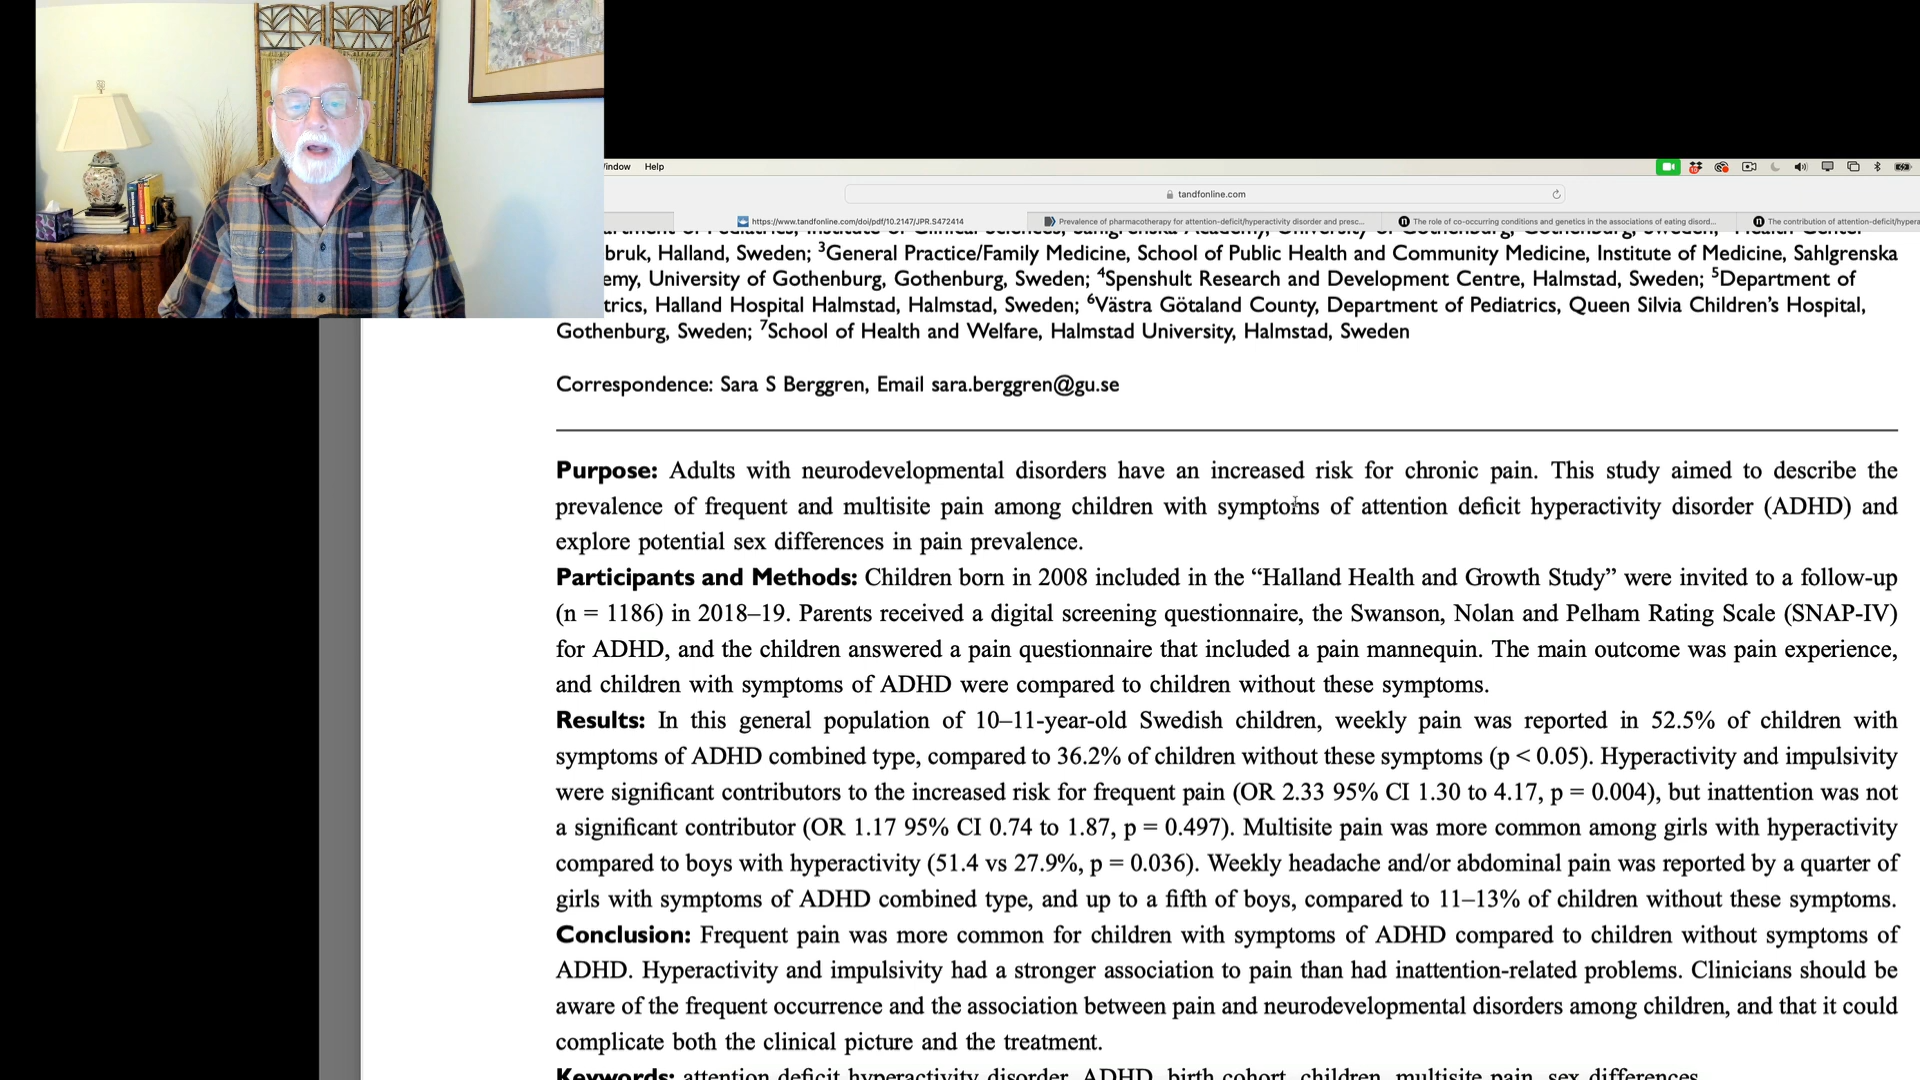 Window Help
tandfonline.com
https://www.tandfonline.com/doi/pdf/10.2147/JPR.S472414
Prevalence of pharmacotherapy for attention-deficit/hyperactivity disorder and presc...
The role of co-occurring conditions and genetics in the associations of eating disord...
The contribution of attention-deficit/hypera
bruk, Halland, Sweden; ³General Practice/Family Medicine, School of Public Health and Community Medicine, Institute of Medicine, Sahlgrenska
emy, University of Gothenburg, Gothenburg, Sweden; ⁴Spenshult Research and Development Centre, Halmstad, Sweden; ⁵Department of
trics, Halland Hospital Halmstad, Halmstad, Sweden; ⁶Västra Götaland County, Department of Pediatrics, Queen Silvia Children's Hospital,
Gothenburg, Sweden; ⁷School of Health and Welfare, Halmstad University, Halmstad, Sweden
Correspondence: Sara S Berggren, Email sara.berggren@gu.se
Purpose: Adults with neurodevelopmental disorders have an increased risk for chronic pain. This study aimed to describe the
prevalence of frequent and multisite pain among children with symptoms of attention deficit hyperactivity disorder (ADHD) and
explore potential sex differences in pain prevalence.
Participants and Methods: Children born in 2008 included in the “Halland Health and Growth Study” were invited to a follow-up
(n = 1186) in 2018–19. Parents received a digital screening questionnaire, the Swanson, Nolan and Pelham Rating Scale (SNAP-IV)
for ADHD, and the children answered a pain questionnaire that included a pain mannequin. The main outcome was pain experience,
and children with symptoms of ADHD were compared to children without these symptoms.
Results: In this general population of 10–11-year-old Swedish children, weekly pain was reported in 52.5% of children with
symptoms of ADHD combined type, compared to 36.2% of children without these symptoms (p < 0.05). Hyperactivity and impulsivity
were significant contributors to the increased risk for frequent pain (OR 2.33 95% CI 1.30 to 4.17, p = 0.004), but inattention was not
a significant contributor (OR 1.17 95% CI 0.74 to 1.87, p = 0.497). Multisite pain was more common among girls with hyperactivity
compared to boys with hyperactivity (51.4 vs 27.9%, p = 0.036). Weekly headache and/or abdominal pain was reported by a quarter of
girls with symptoms of ADHD combined type, and up to a fifth of boys, compared to 11–13% of children without these symptoms.
Conclusion: Frequent pain was more common for children with symptoms of ADHD compared to children without symptoms of
ADHD. Hyperactivity and impulsivity had a stronger association to pain than had inattention-related problems. Clinicians should be
aware of the frequent occurrence and the association between pain and neurodevelopmental disorders among children, and that it could
complicate both the clinical picture and the treatment.
Keywords: attention deficit hyperactivity disorder, ADHD, birth cohort, children, multisite pain, sex differences